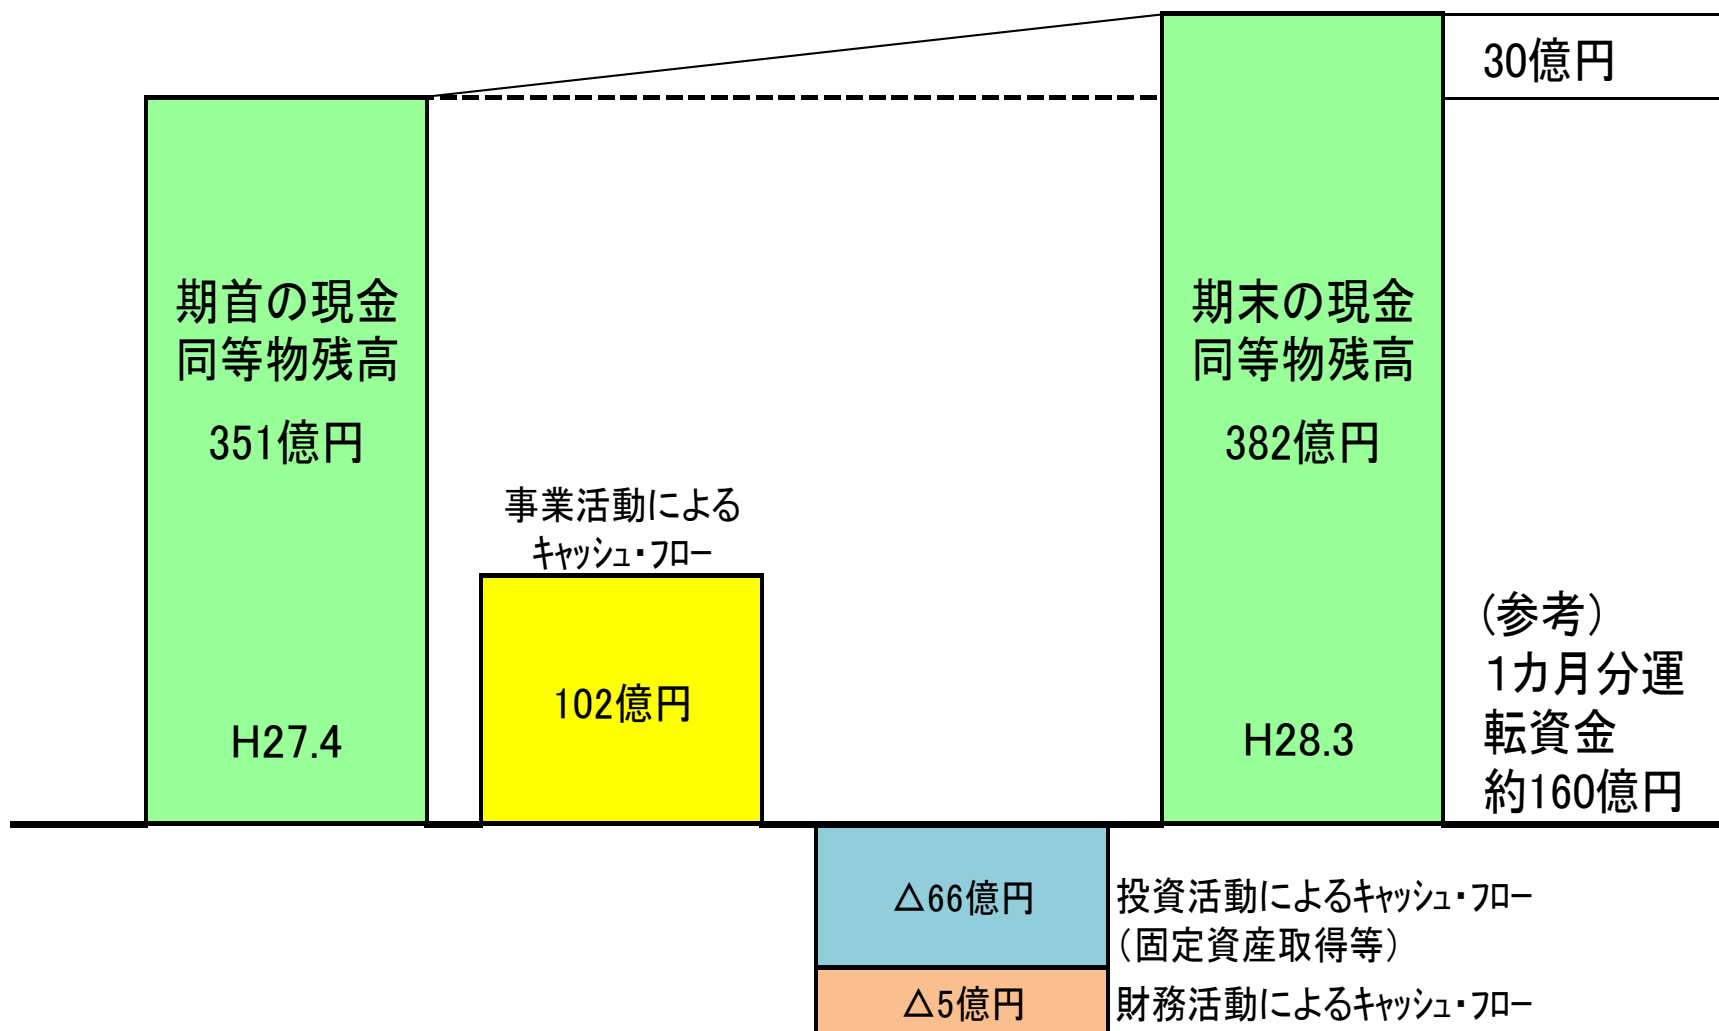 30億円
期首の現金
同等物残高
351億円
H27.4
事業活動による
ｷｬｯｼｭ・ﾌﾛｰ
102億円
期末の現金
同等物残高
382億円
H28.3
(参考)
1カ月分運
転資金
約160億円
△66億円
投資活動によるｷｬｯｼｭ・ﾌﾛｰ
(固定資産取得等)
△5億円
財務活動によるｷｬｯｼｭ・ﾌﾛｰ